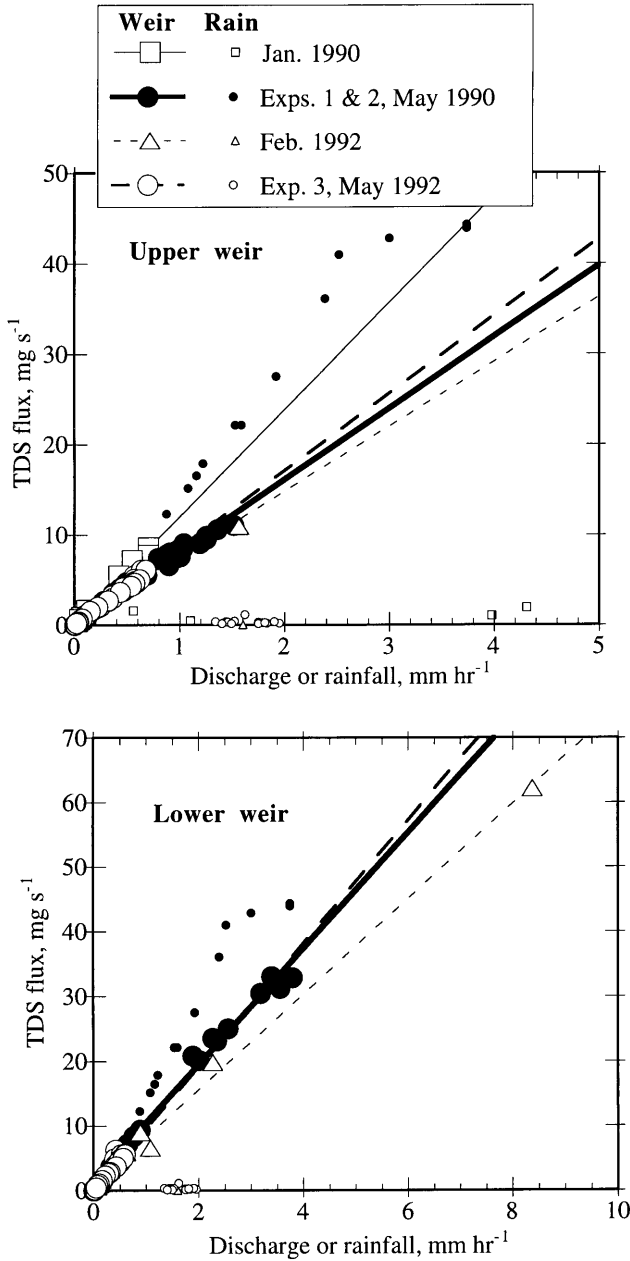 Weir Rain
Jan. 1990
Exps. 1 & 2, May 1990
Feb. 1992
Exp. 3, May 1992
50
40
30
20
10
0
Upper weir
TDS flux, mg s-1
0 1 2 3 4 5
Discharge or rainfall, mm hr-1
70
60
50
40
30
20
10
0
Lower weir
TDS flux, mg s-1
0 2 4 6 8 10
Discharge or rainfall, mm hr-1